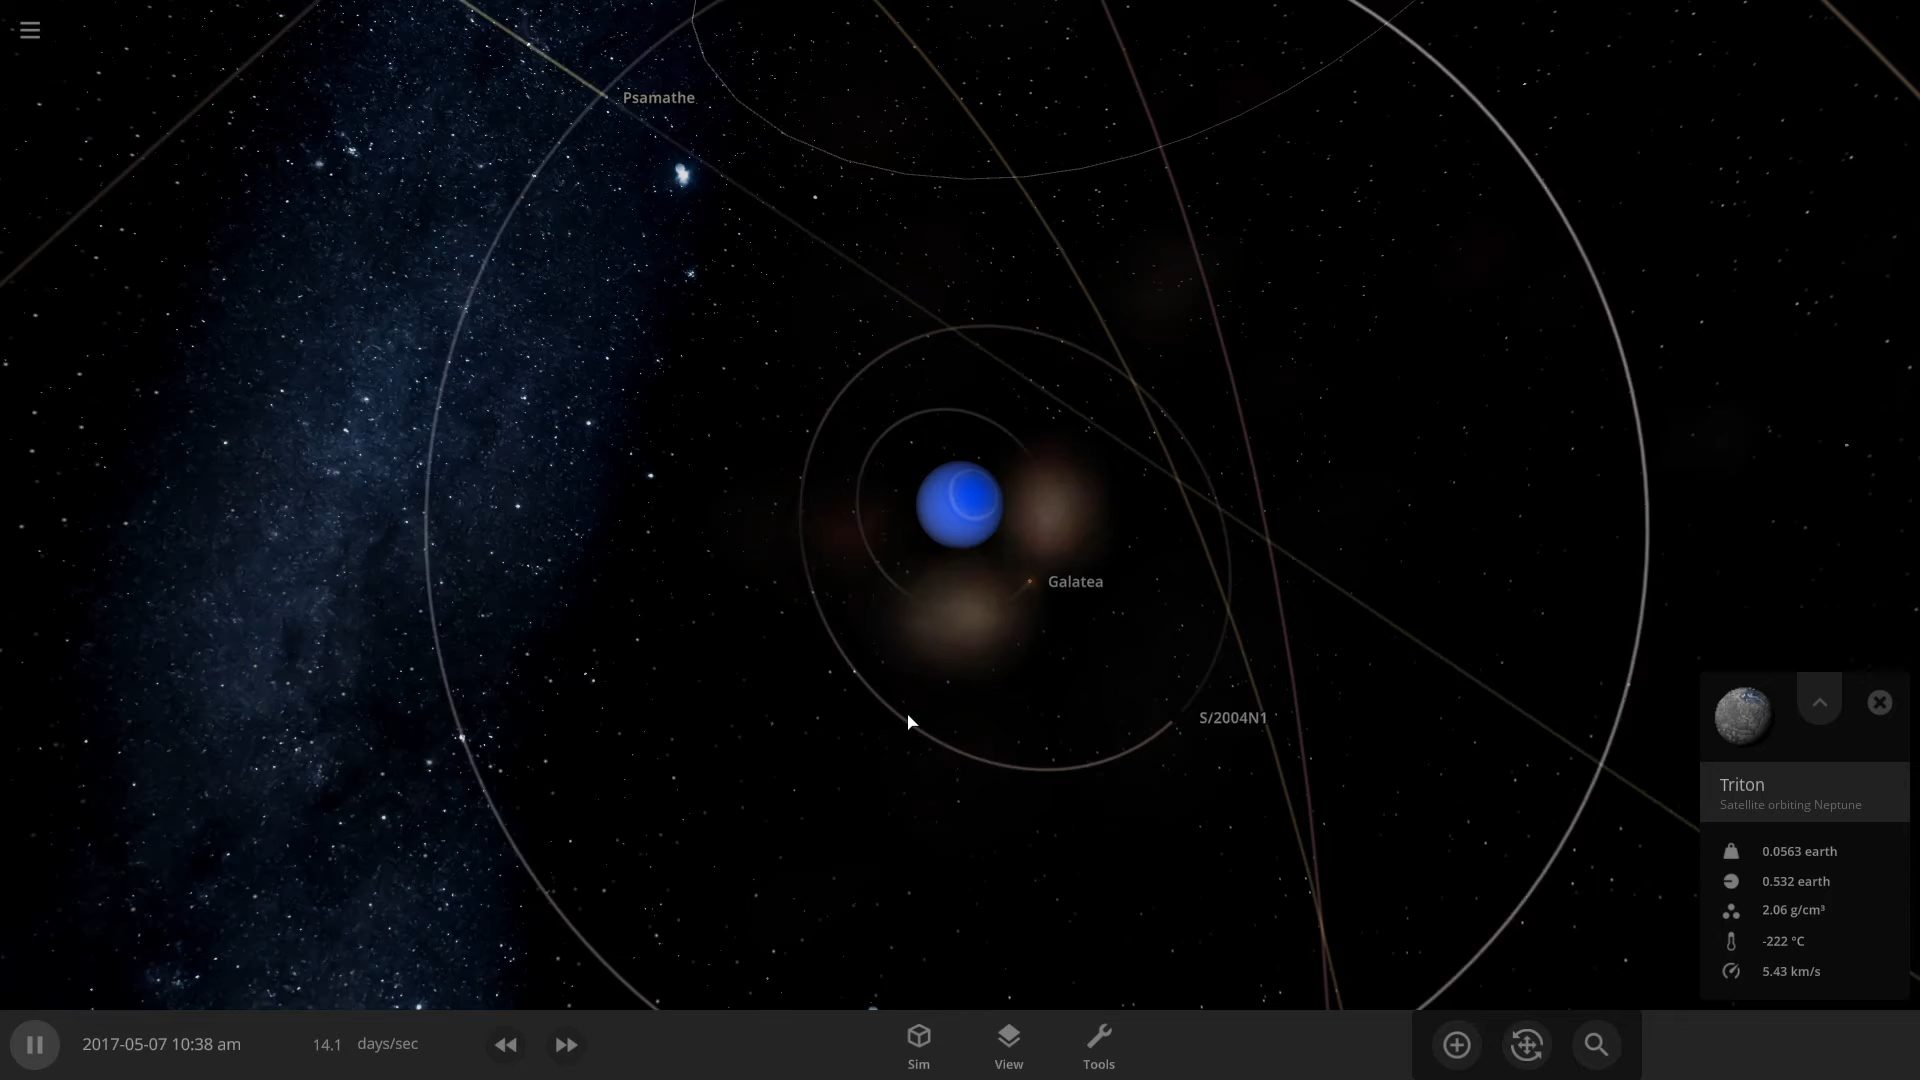 Psamathe
Galatea
S/2004N1
Triton
Satellite orbiting Neptune
0.0563 earth
0.532 earth
2.06 g/cm³
-222 °C
5.43 km/s
2017-05-07 10:38 am
14.1 days/sec
Sim
View
Tools